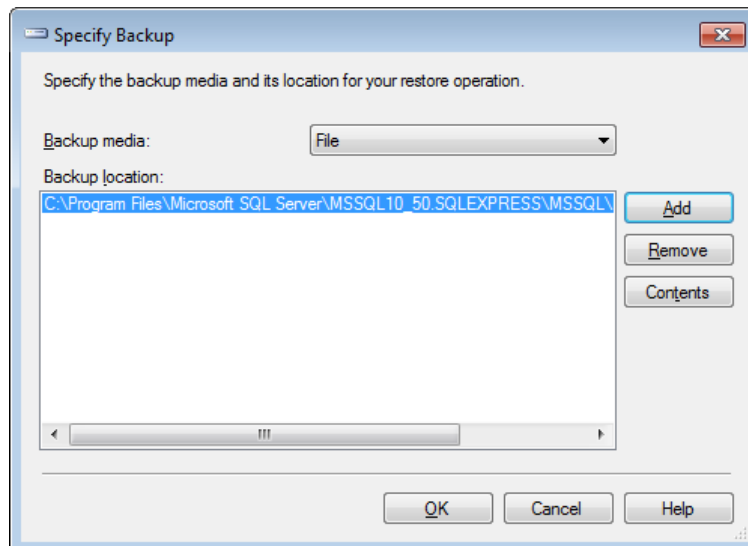 Specify Backup
Specify the backup media and its location for your restore operation.
Backup media:
File
Backup location:
C:\Program Files\Microsoft SQL Server\MSSQL10_50.SQLEXPRESS\MSSQL\
Add
Remove
Contents
OK
Cancel
Help